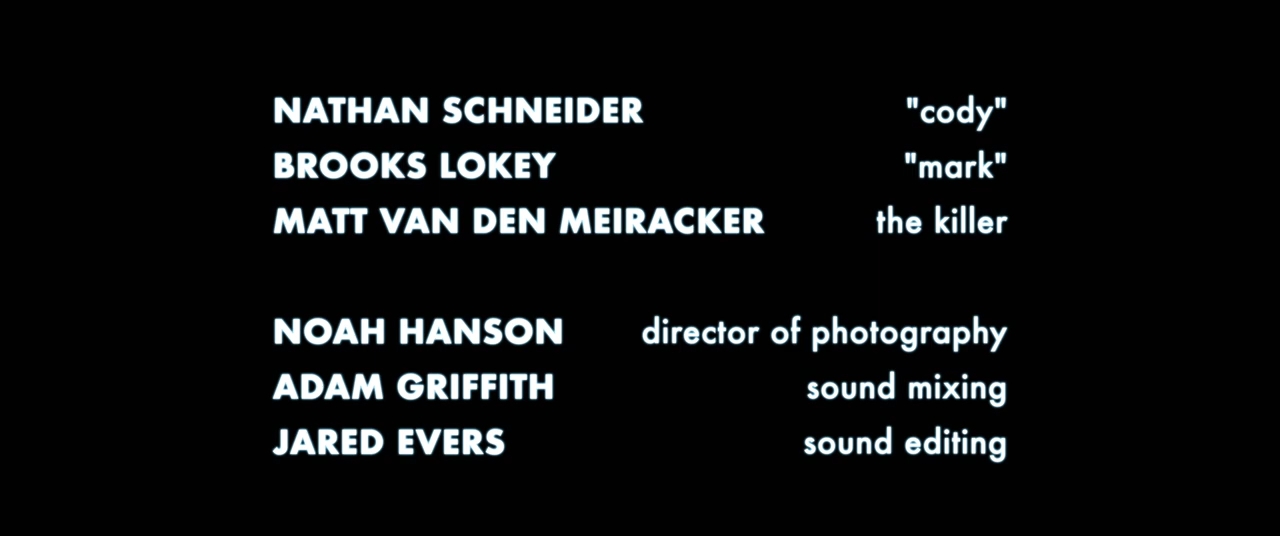 NATHAN SCHNEIDER "cody"
BROOKS LOKEY "mark"
MATT VAN DEN MEIRACKER the killer
NOAH HANSON director of photography
ADAM GRIFFITH sound mixing
JARED EVERS sound editing